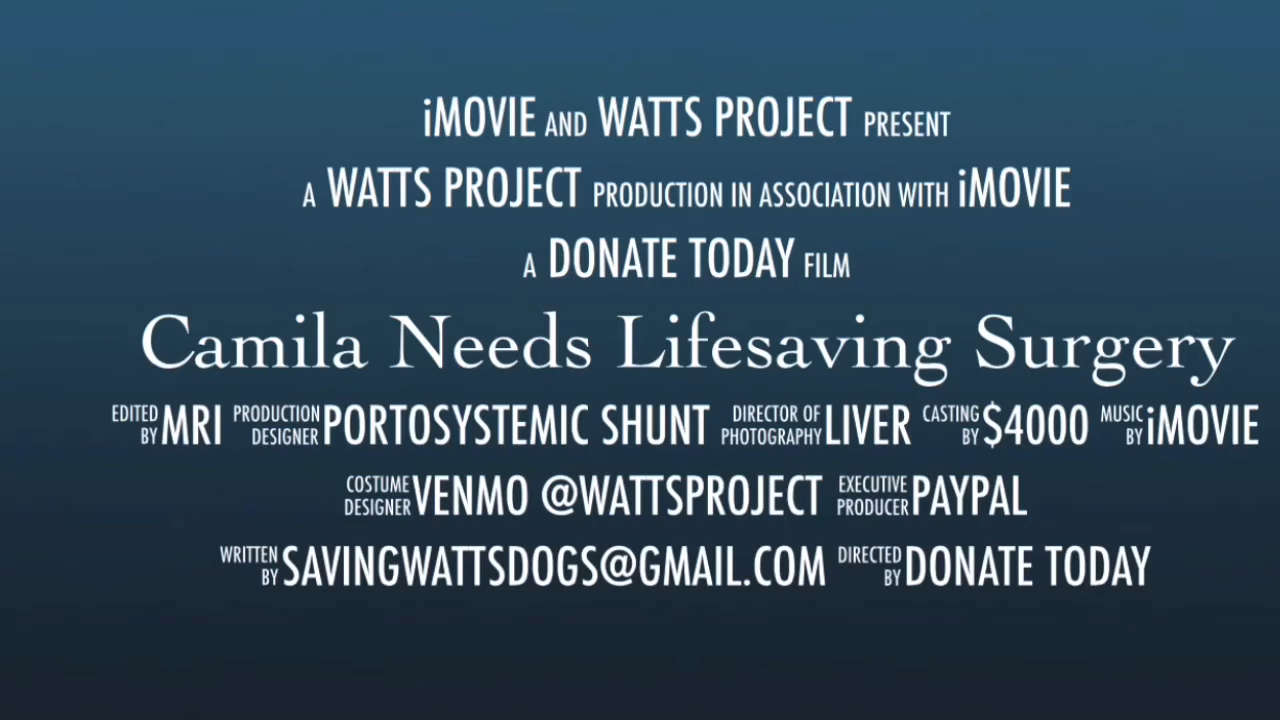 iMOVIE AND WATTS PROJECT PRESENT
A WATTS PROJECT PRODUCTION IN ASSOCIATION WITH iMOVIE
A DONATE TODAY FILM
Camila Needs Lifesaving Surgery
EDITED BY MRI PRODUCTION DESIGNER PORTOSYSTEMIC SHUNT DIRECTOR OF PHOTOGRAPHY LIVER CASTING BY $4000 MUSIC BY iMOVIE
COSTUME DESIGNER VENMO @WATTSPROJECT EXECUTIVE PRODUCER PAYPAL
WRITTEN BY SAVINGWATTSDOGS@GMAIL.COM DIRECTED BY DONATE TODAY